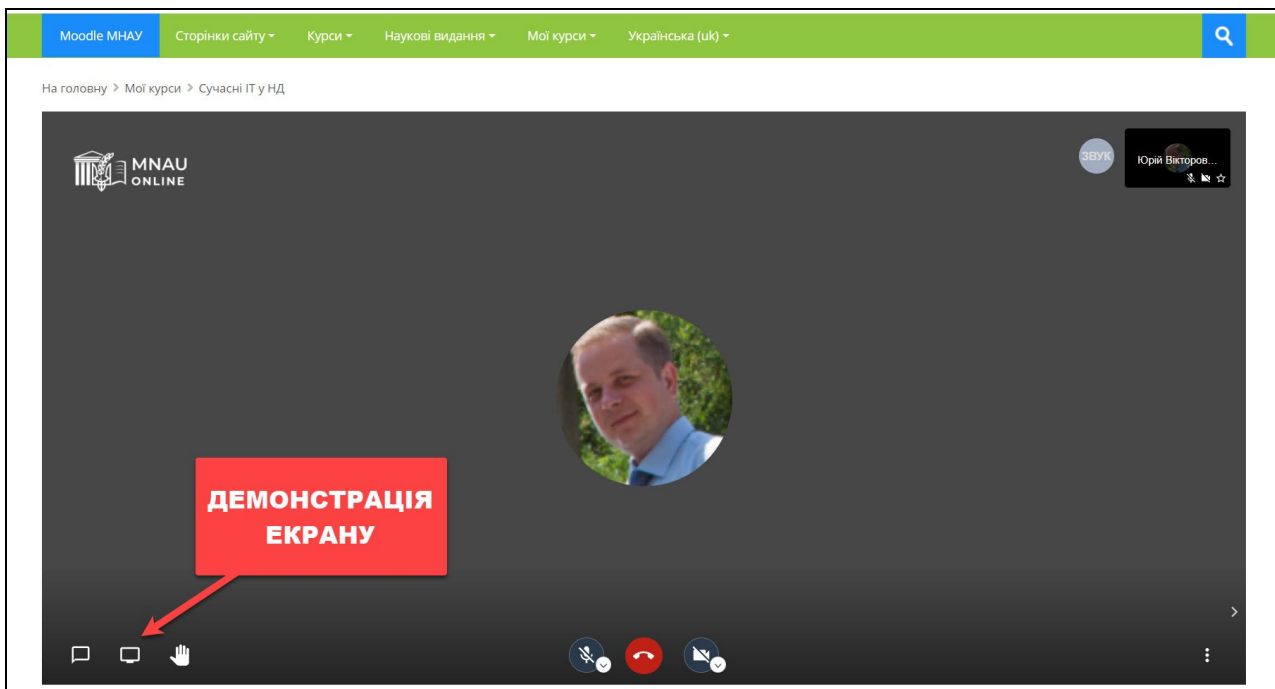 Moodle МНАУ Сторінки сайту Курси Наукові видання Мої курси Українська (uk)
На головну > Мої курси > Сучасні ІТ у НД
MNAU
ONLINE
ЗВУК
Юрій Вікторов...
ДЕМОНСТРАЦІЯ
ЕКРАНУ